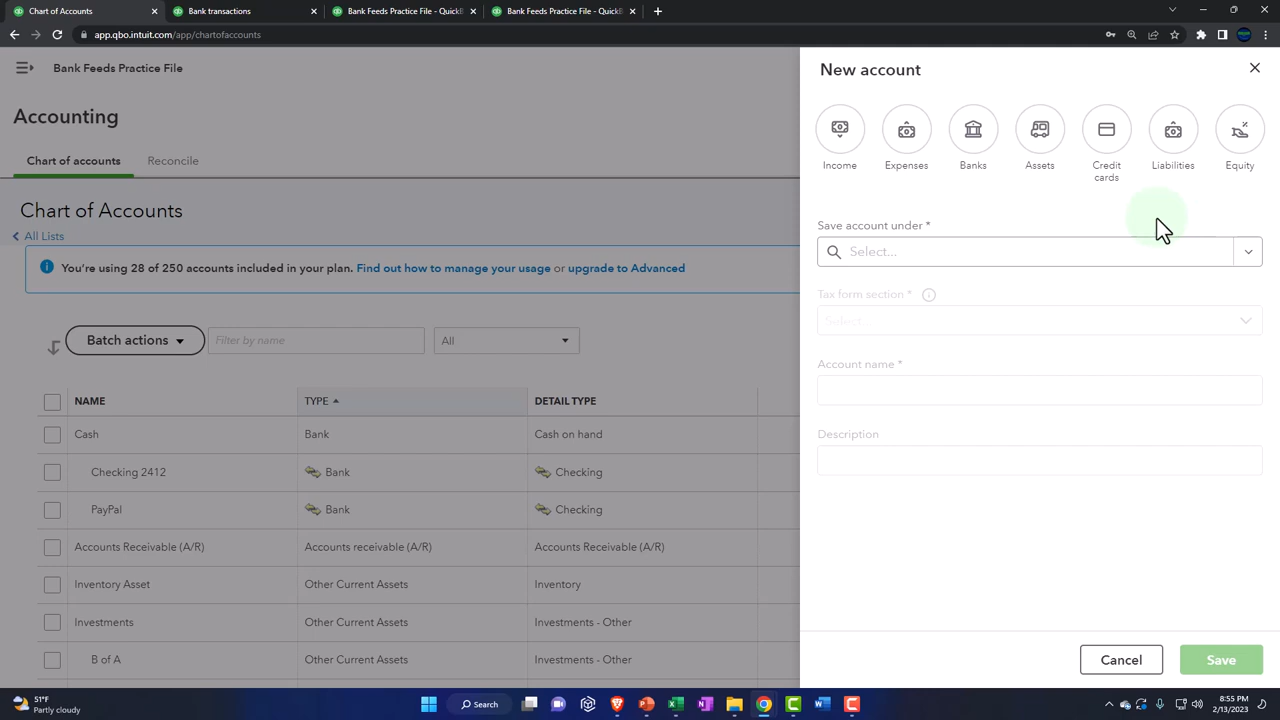 Chart of Accounts
Bank transactions
Bank Feeds Practice File - QuickB
Bank Feeds Practice File - QuickB
app.qbo.intuit.com/app/chartofaccounts
Bank Feeds Practice File
Accounting
Chart of accounts
Reconcile
Chart of Accounts
All Lists
You're using 28 of 250 accounts included in your plan. Find out how to manage your usage or upgrade to Advanced
Batch actions
Filter by name
All
NAME TYPE DETAIL TYPE
Cash Bank Cash on hand
Checking 2412 Bank Checking
PayPal Bank Checking
Accounts Receivable (A/R) Accounts receivable (A/R) Accounts Receivable (A/R)
Inventory Asset Other Current Assets Inventory
Investments Other Current Assets Investments - Other
B of A Other Current Assets Investments - Other
New account
Income
Expenses
Banks
Assets
Credit
cards
Liabilities
Equity
Save account under *
Select...
Tax form section *
Select...
Account name *
Description
Cancel
Save
51°F
Partly cloudy
Search
8:55 PM
2/13/2023